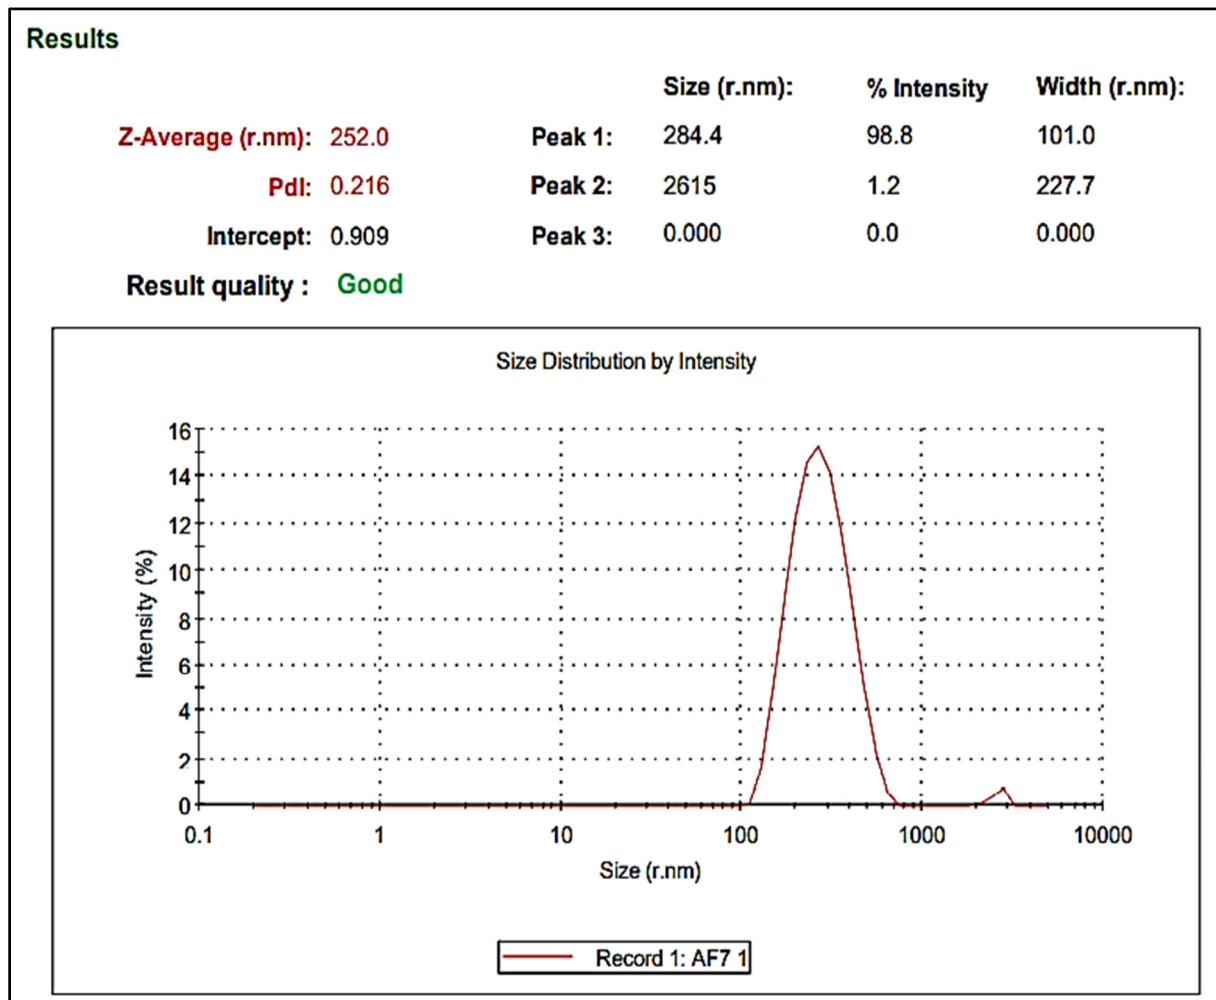 Results
Size (r.nm): % Intensity Width (r.nm):
Z-Average (r.nm): 252.0 Peak 1: 284.4 98.8 101.0
PdI: 0.216 Peak 2: 2615 1.2 227.7
Intercept: 0.909 Peak 3: 0.000 0.0 0.000
Result quality : Good
Size Distribution by Intensity
16
14
12
10
8
6
4
2
0
Intensity (%)
0.1 1 10 100 1000 10000
Size (r.nm)
Record 1: AF7 1